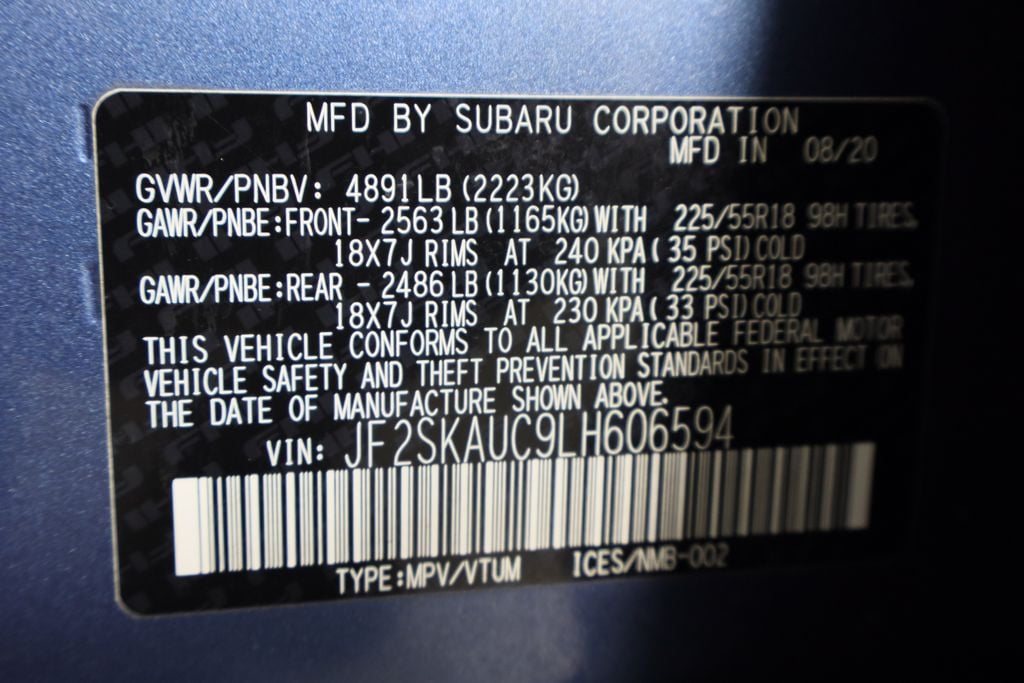 MFD BY SUBARU CORPORATION
MFD IN 08/20
GVWR/PNBV: 4891LB (2223KG)
GAWR/PNBE:FRONT- 2563 LB (1165KG) WITH 225/55R18 98H TIRES.
18X7J RIMS AT 240 KPA ( 35 PSI) COLD
GAWR/PNBE:REAR - 2486 LB (1130KG) WITH 225/55R18 98H TIRES.
18X7J RIMS AT 230 KPA ( 33 PSI) COLD
THIS VEHICLE CONFORMS TO ALL APPLICABLE FEDERAL MOTOR
VEHICLE SAFETY AND THEFT PREVENTION STANDARDS IN EFFECT ON
THE DATE OF MANUFACTURE SHOWN ABOVE.
VIN: JF2SKAUC9LH606594
TYPE:MPV/VTUM ICES/NMB-002